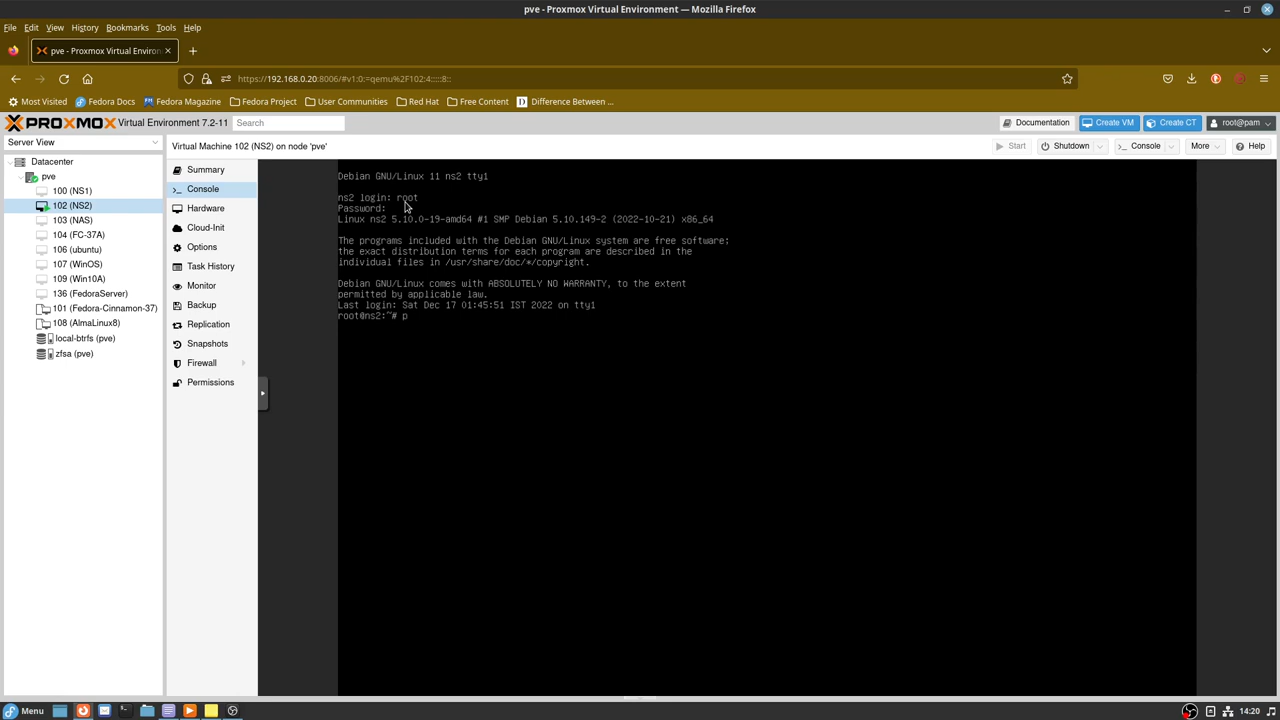 pve - Proxmox Virtual Environment — Mozilla Firefox
File Edit View History Bookmarks Tools Help
pve - Proxmox Virtual Environ
https://192.168.0.20:8006/#v1:0:=qemu%2F102:4:::::8::
Most Visited Fedora Docs Fedora Magazine Fedora Project User Communities Red Hat Free Content Difference Between ...
PROXMOX Virtual Environment 7.2-11 Search Documentation Create VM Create CT root@pam
Server View
Virtual Machine 102 (NS2) on node 'pve' Start Shutdown Console More Help
Datacenter
pve
100 (NS1)
102 (NS2)
103 (NAS)
104 (FC-37A)
106 (ubuntu)
107 (WinOS)
109 (Win10A)
136 (FedoraServer)
101 (Fedora-Cinnamon-37)
108 (AlmaLinux8)
local-btrfs (pve)
zfsa (pve)
Summary
Console
Hardware
Cloud-Init
Options
Task History
Monitor
Backup
Replication
Snapshots
Firewall
Permissions
Debian GNU/Linux 11 ns2 tty1
ns2 login: root
Password:
Linux ns2 5.10.0-19-amd64 #1 SMP Debian 5.10.149-2 (2022-10-21) x86_64
The programs included with the Debian GNU/Linux system are free software;
the exact distribution terms for each program are described in the
individual files in /usr/share/doc/*/copyright.
Debian GNU/Linux comes with ABSOLUTELY NO WARRANTY, to the extent
permitted by applicable law.
Last login: Sat Dec 17 01:45:51 IST 2022 on tty1
root@ns2:~# p
Menu 14:20